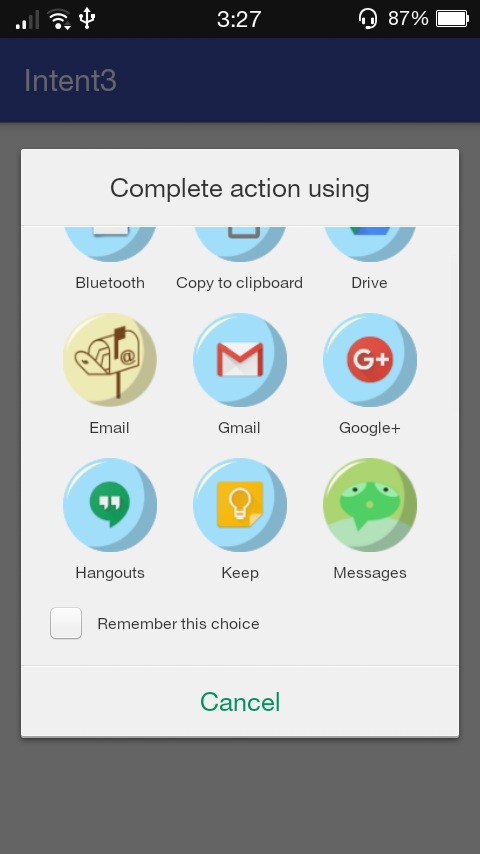 3:27 87%
Intent3
Complete action using
Bluetooth Copy to clipboard Drive
@ G+
Email Gmail Google+
Hangouts Keep Messages
Remember this choice
Cancel